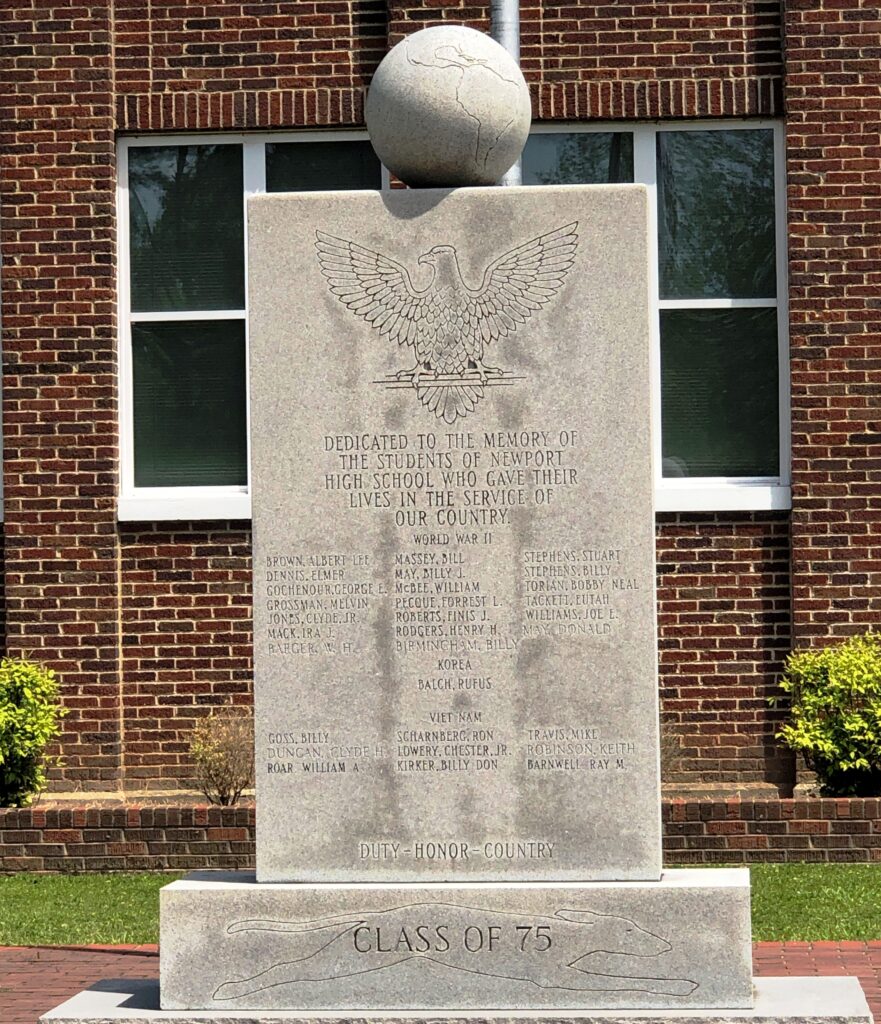 DEDICATED TO THE MEMORY OF
THE STUDENTS OF NEWPORT
HIGH SCHOOL WHO GAVE THEIR
LIVES IN THE SERVICE OF
OUR COUNTRY.
WORLD WAR II
BROWN, ALBERT LEE MASSEY, BILL STEPHENS, STUART
DENNIS, ELMER MAY, BILLY J. STEPHENS, BILLY
GOCHENOUR, GEORGE E. McBEE, WILLIAM TORIAN, BOBBY NEAL
GROSSMAN, MELVIN PECQUE, FORREST L. TACKETT, EUTAH
JONES, CLYDE, JR. ROBERTS, FINIS J. WILLIAMS, JOE L.
MACK, IRA J. RODGERS, HENRY H. MAY, DONALD
BARGER, W. H. BIRMINGHAM, BILLY
KOREA
BALCH, RUFUS
VIET NAM
GOSS, BILLY SCHARNBERG, RON TRAVIS, MIKE
DUNCAN, CLYDE H. LOWERY, CHESTER, JR. ROBINSON, KEITH
ROAR WILLIAM A. KIRKER, BILLY DON BARNWELL RAY M.
DUTY-HONOR-COUNTRY
CLASS OF 75